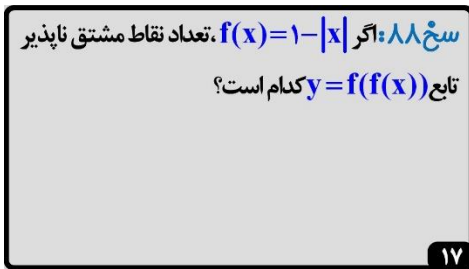 سخ۸۸: اگر f(x)=۱-|x|، تعداد نقاط مشتق ناپذیر
تابع y=f(f(x)) کدام است؟
۱۷